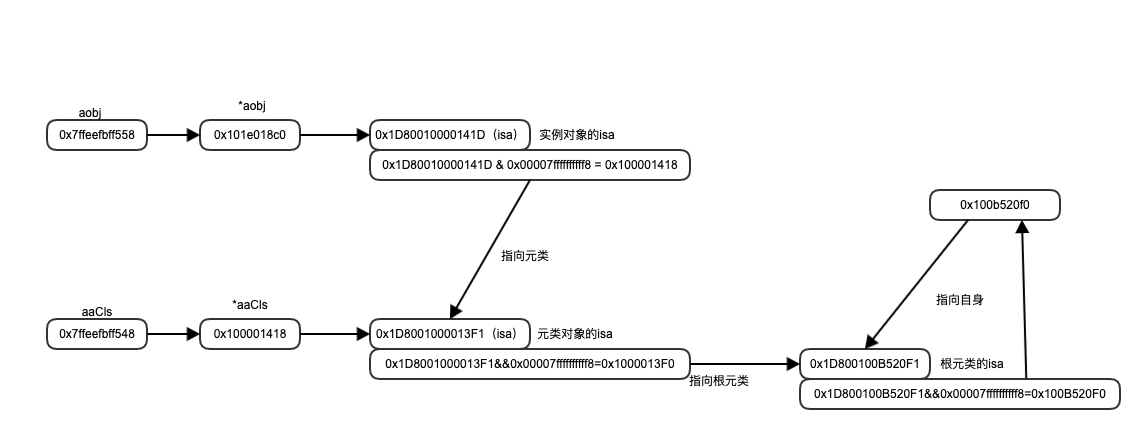 aobj
*aobj
0x7ffeefbff558
0x101e018c0
0x1D80010000141D（isa）
实例对象的isa
0x1D80010000141D & 0x00007ffffffffff8 = 0x100001418
0x100b520f0
指向元类
指向自身
aaCls
*aaCls
0x7ffeefbff548
0x100001418
0x1D8001000013F1（isa）
元类对象的isa
0x1D8001000013F1&&0x00007ffffffffff8=0x1000013F0
指向根元类
0x1D800100B520F1
根元类的isa
0x1D800100B520F1&&0x00007ffffffffff8=0x100B520F0